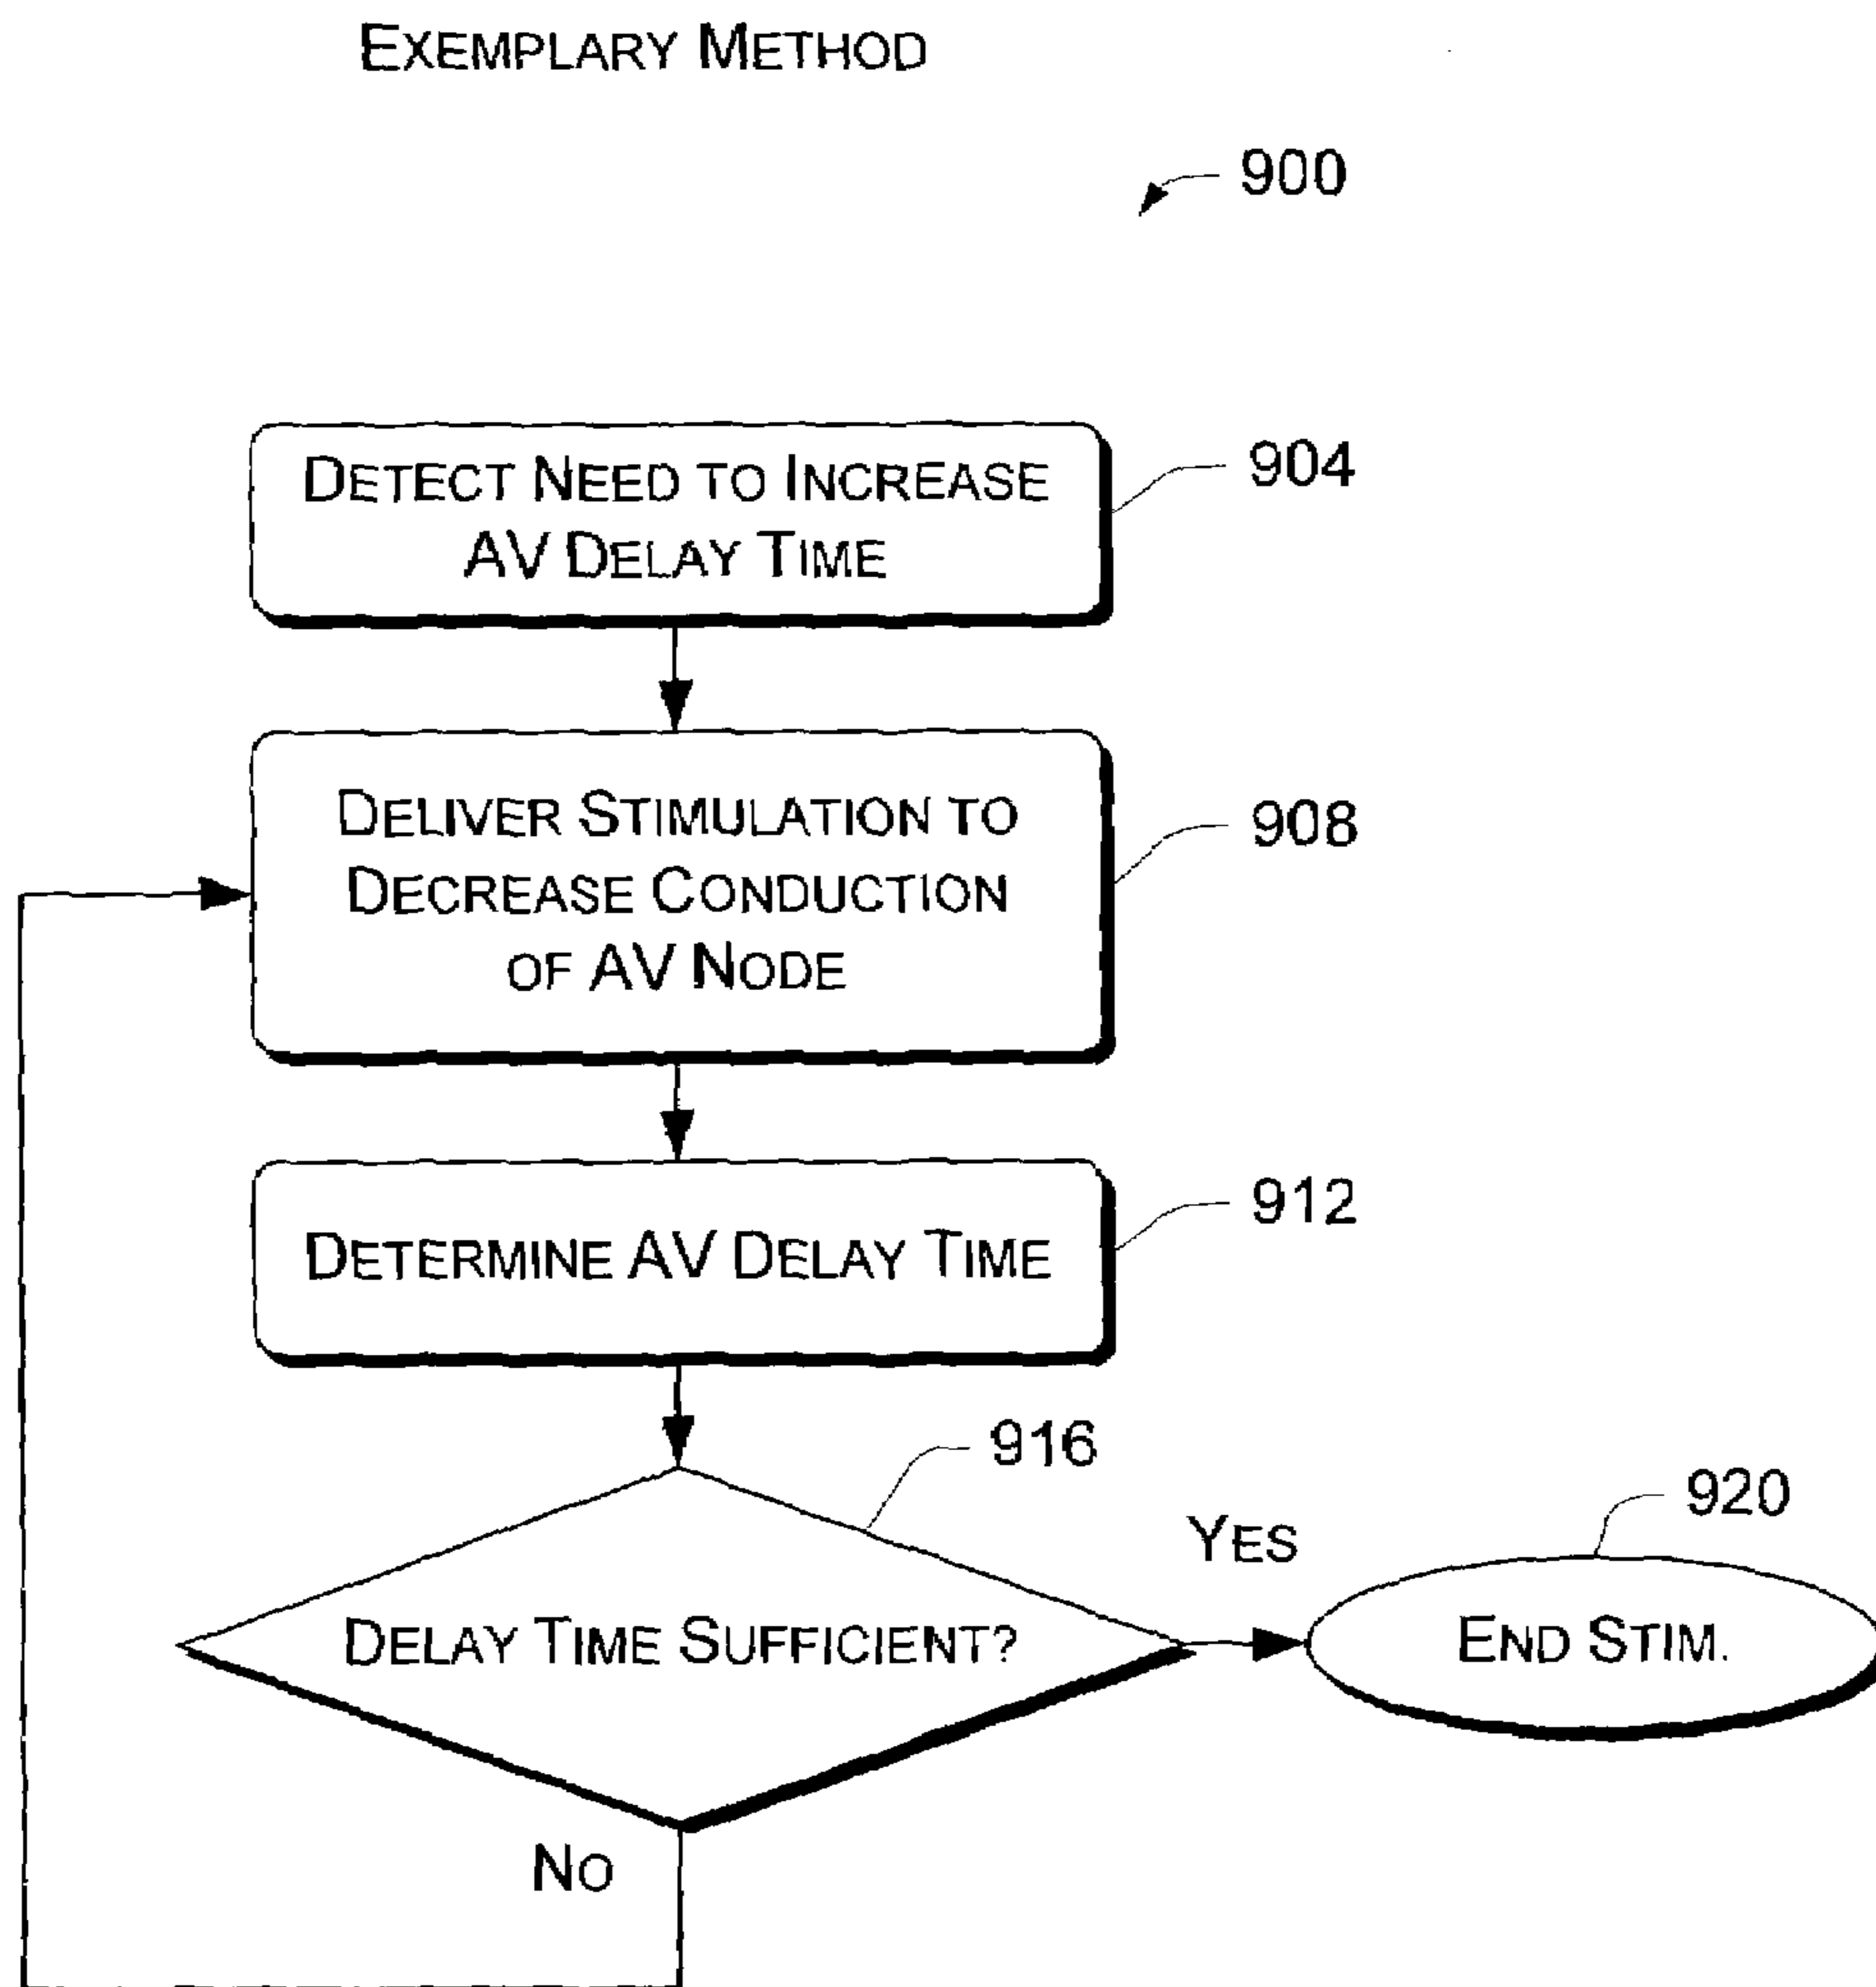 EXEMPLARY METHOD
900
DETECT NEED TO INCREASE
AV DELAY TIME
904
DELIVER STIMULATION TO
DECREASE CONDUCTION
OF AV NODE
908
DETERMINE AV DELAY TIME
912
916
DELAY TIME SUFFICIENT?
YES
920
END STIM.
NO